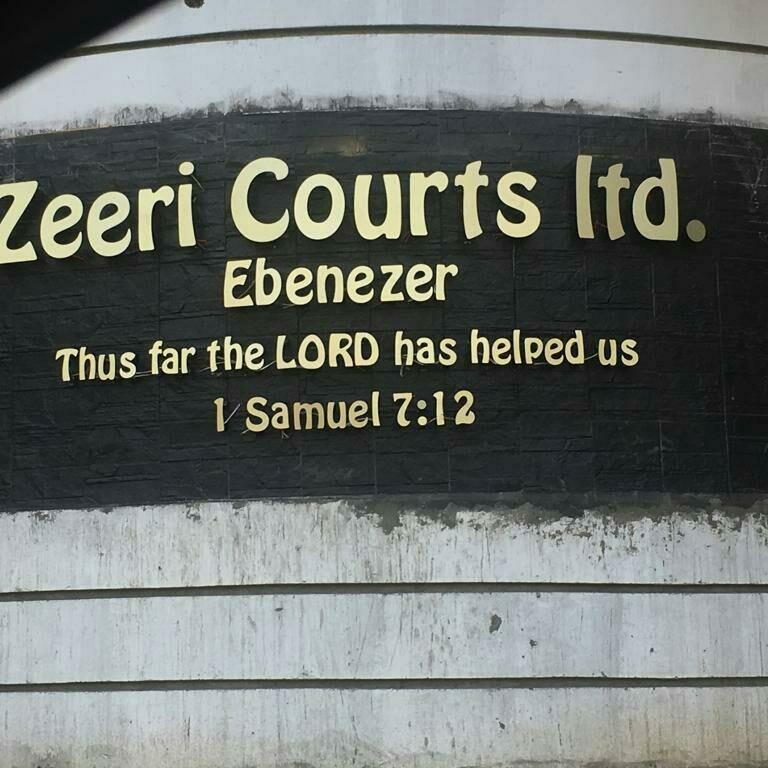 Zeeri Courts ltd.
Ebenezer
Thus far the LORD has helped us
1 Samuel 7:12